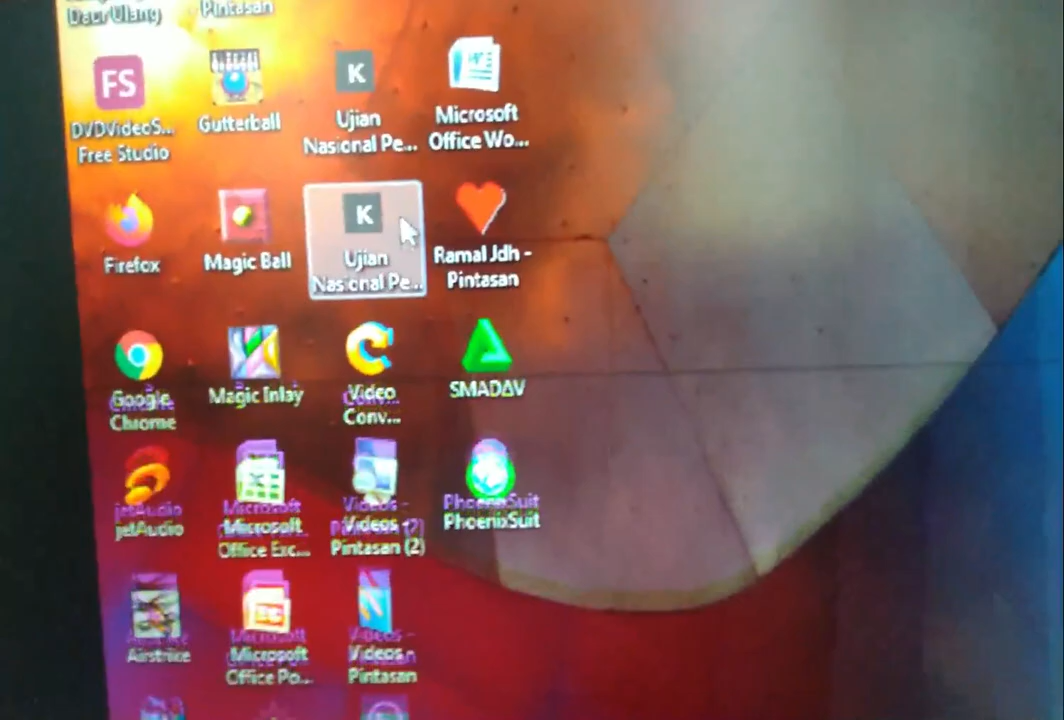 Daur Ulang
Pintasan
FS
DVDVideoS...
Free Studio
Gutterball
K
Ujian
Nasional Pe...
Microsoft
Office Wo...
Firefox
Magic Ball
K
Ujian
Nasional Pe...
Ramal Jdh -
Pintasan
Google
Chrome
Magic Inlay
Video
Conv...
SMADAV
jetAudio
Microsoft
Office Exc...
Videos -
Pintasan (2)
PhoenixSuit
Airstrike
Microsoft
Office Po...
Videos -
Pintasan